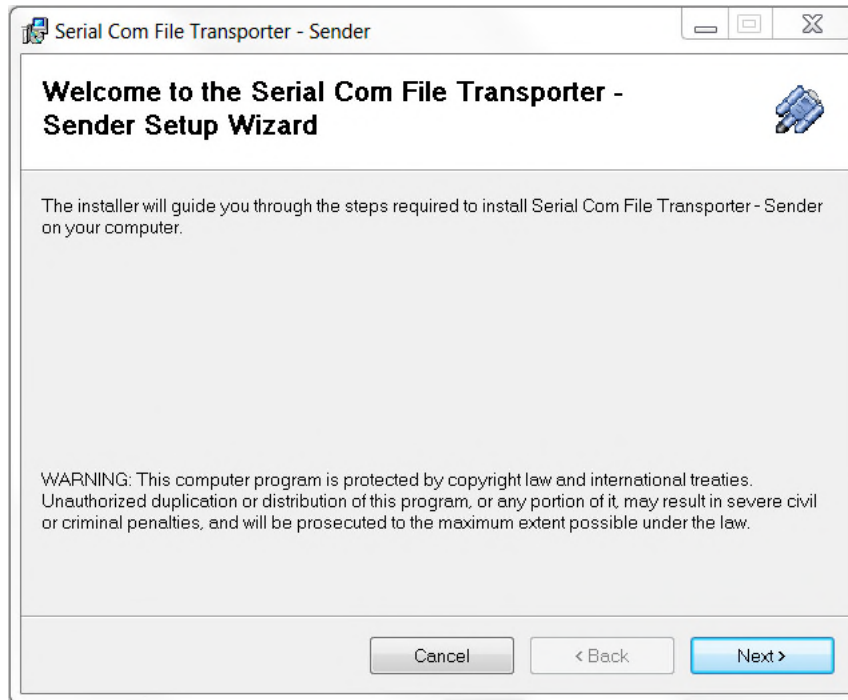 Serial Com File Transporter - Sender
Welcome to the Serial Com File Transporter -
Sender Setup Wizard
The installer will guide you through the steps required to install Serial Com File Transporter - Sender
on your computer.
WARNING: This computer program is protected by copyright law and international treaties.
Unauthorized duplication or distribution of this program, or any portion of it, may result in severe civil
or criminal penalties, and will be prosecuted to the maximum extent possible under the law.
Cancel
< Back
Next >